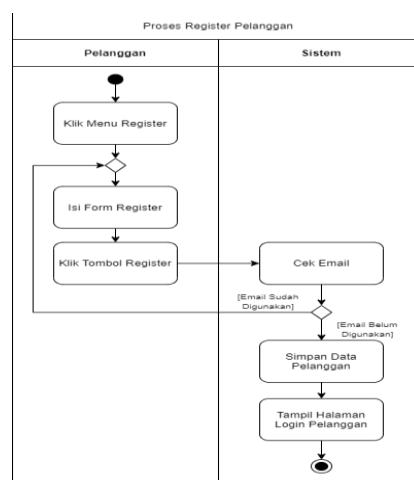 Proses Register Pelanggan
Pelanggan
Sistem
Klik Menu Register
Isi Form Register
Klik Tombol Register
Cek Email
[Email Sudah
Digunakan]
[Email Belum
Digunakan]
Simpan Data
Pelanggan
Tampil Halaman
Login Pelanggan